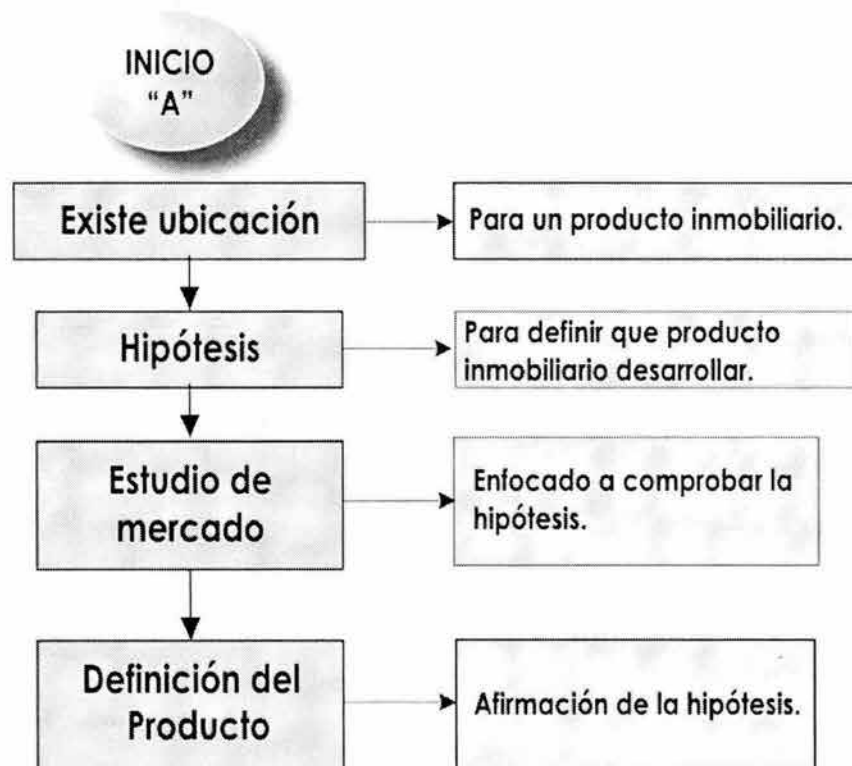 INICIO
“A”
Existe ubicación
Para un producto inmobiliario.
Hipótesis
Para definir que producto
inmobiliario desarrollar.
Estudio de
mercado
Enfocado a comprobar la
hipótesis.
Definición del
Producto
Afirmación de la hipótesis.